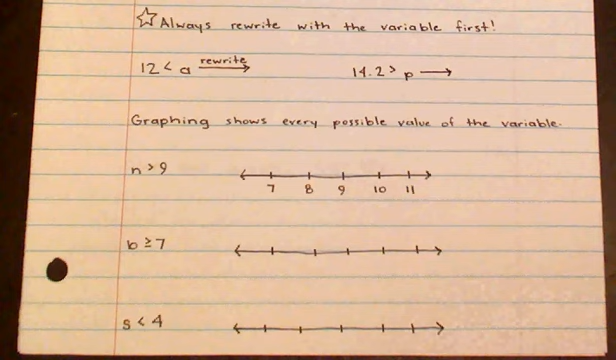 ☆ Always rewrite with the variable first!
12 < a rewrite → 14.2 > p →
Graphing shows every possible value of the variable.
n > 9
7 8 9 10 11
b ≥ 7
s < 4